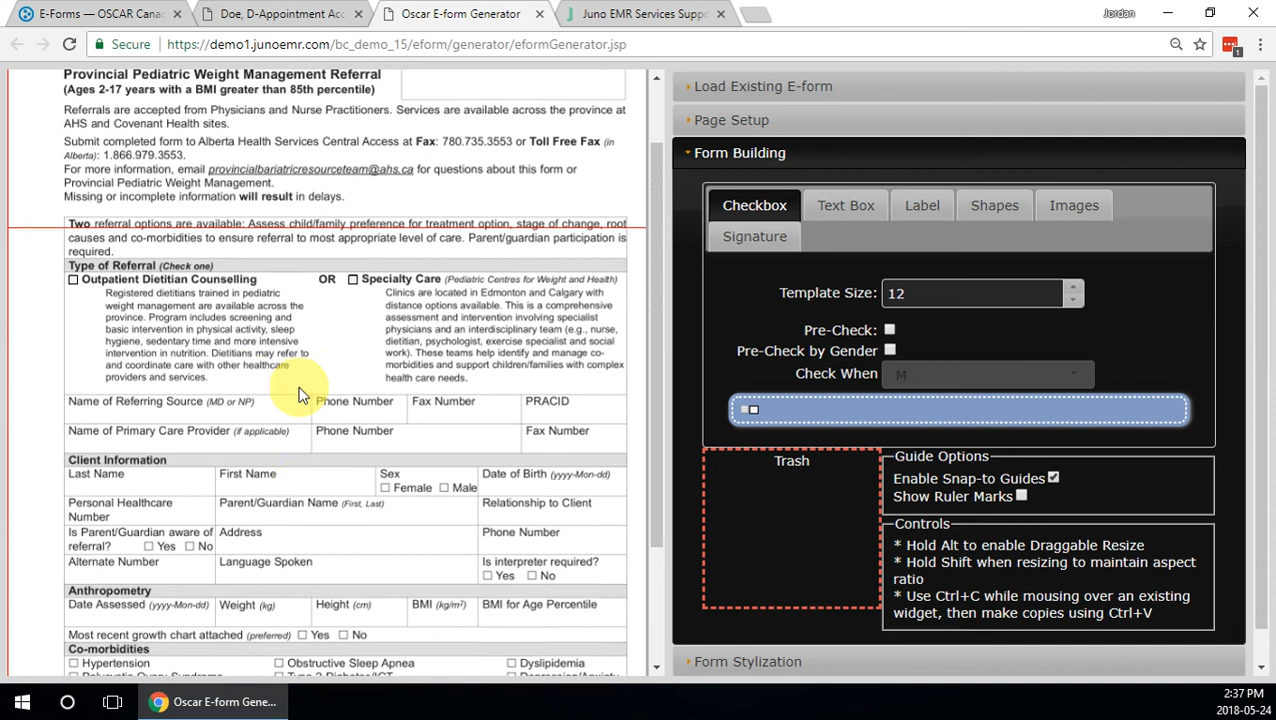 E-Forms — OSCAR Cana
Doe, D-Appointment Acc
Oscar E-form Generator
Juno EMR Services Suppo
Jordan
Secure
https://demo1.junoemr.com/bc_demo_15/eform/generator/eformGenerator.jsp
1
Provincial Pediatric Weight Management Referral
(Ages 2-17 years with a BMI greater than 85th percentile)
Referrals are accepted from Physicians and Nurse Practitioners. Services are available across the province at
AHS and Covenant Health sites.
Submit completed form to Alberta Health Services Central Access at Fax: 780.735.3553 or Toll Free Fax (in
Alberta): 1.866.979.3553.
For more information, email provincialbariatricresourceteam@ahs.ca for questions about this form or
Provincial Pediatric Weight Management.
Missing or incomplete information will result in delays.
Two referral options are available: Assess child/family preference for treatment option, stage of change, root
causes and co-morbidities to ensure referral to most appropriate level of care. Parent/guardian participation is
required.
Type of Referral (Check one)
Outpatient Dietitian Counselling OR Specialty Care (Pediatric Centres for Weight and Health)
Registered dietitians trained in pediatric
weight management are available across the
province. Program includes screening and
basic intervention in physical activity, sleep
hygiene, sedentary time and more intensive
intervention in nutrition. Dietitians may refer to
and coordinate care with other healthcare
providers and services.
Clinics are located in Edmonton and Calgary with
distance options available. This is a comprehensive
assessment and intervention involving specialist
physicians and an interdisciplinary team (e.g., nurse,
dietitian, psychologist, exercise specialist and social
work). These teams help identify and manage co-
morbidities and support children/families with complex
health care needs.
Name of Referring Source (MD or NP) Phone Number Fax Number PRACID
Name of Primary Care Provider (if applicable) Phone Number Fax Number
Client Information
Last Name First Name Sex Date of Birth (yyyy-Mon-dd)
Female Male
Personal Healthcare Parent/Guardian Name (First, Last) Relationship to Client
Number
Is Parent/Guardian aware of Address Phone Number
referral? Yes No
Alternate Number Language Spoken Is interpreter required?
Yes No
Anthropometry
Date Assessed (yyyy-Mon-dd) Weight (kg) Height (cm) BMI (kg/m²) BMI for Age Percentile
Most recent growth chart attached (preferred) Yes No
Co-morbidities
Hypertension Obstructive Sleep Apnea Dyslipidemia
Load Existing E-form
Page Setup
Form Building
Checkbox Text Box Label Shapes Images
Signature
Template Size: 12
Pre-Check:
Pre-Check by Gender
Check When M
Trash
Guide Options
Enable Snap-to Guides
Show Ruler Marks
Controls
* Hold Alt to enable Draggable Resize
* Hold Shift when resizing to maintain aspect
ratio
* Use Ctrl+C while mousing over an existing
widget, then make copies using Ctrl+V
Form Stylization
Oscar E-form Gene...
2:37 PM
2018-05-24